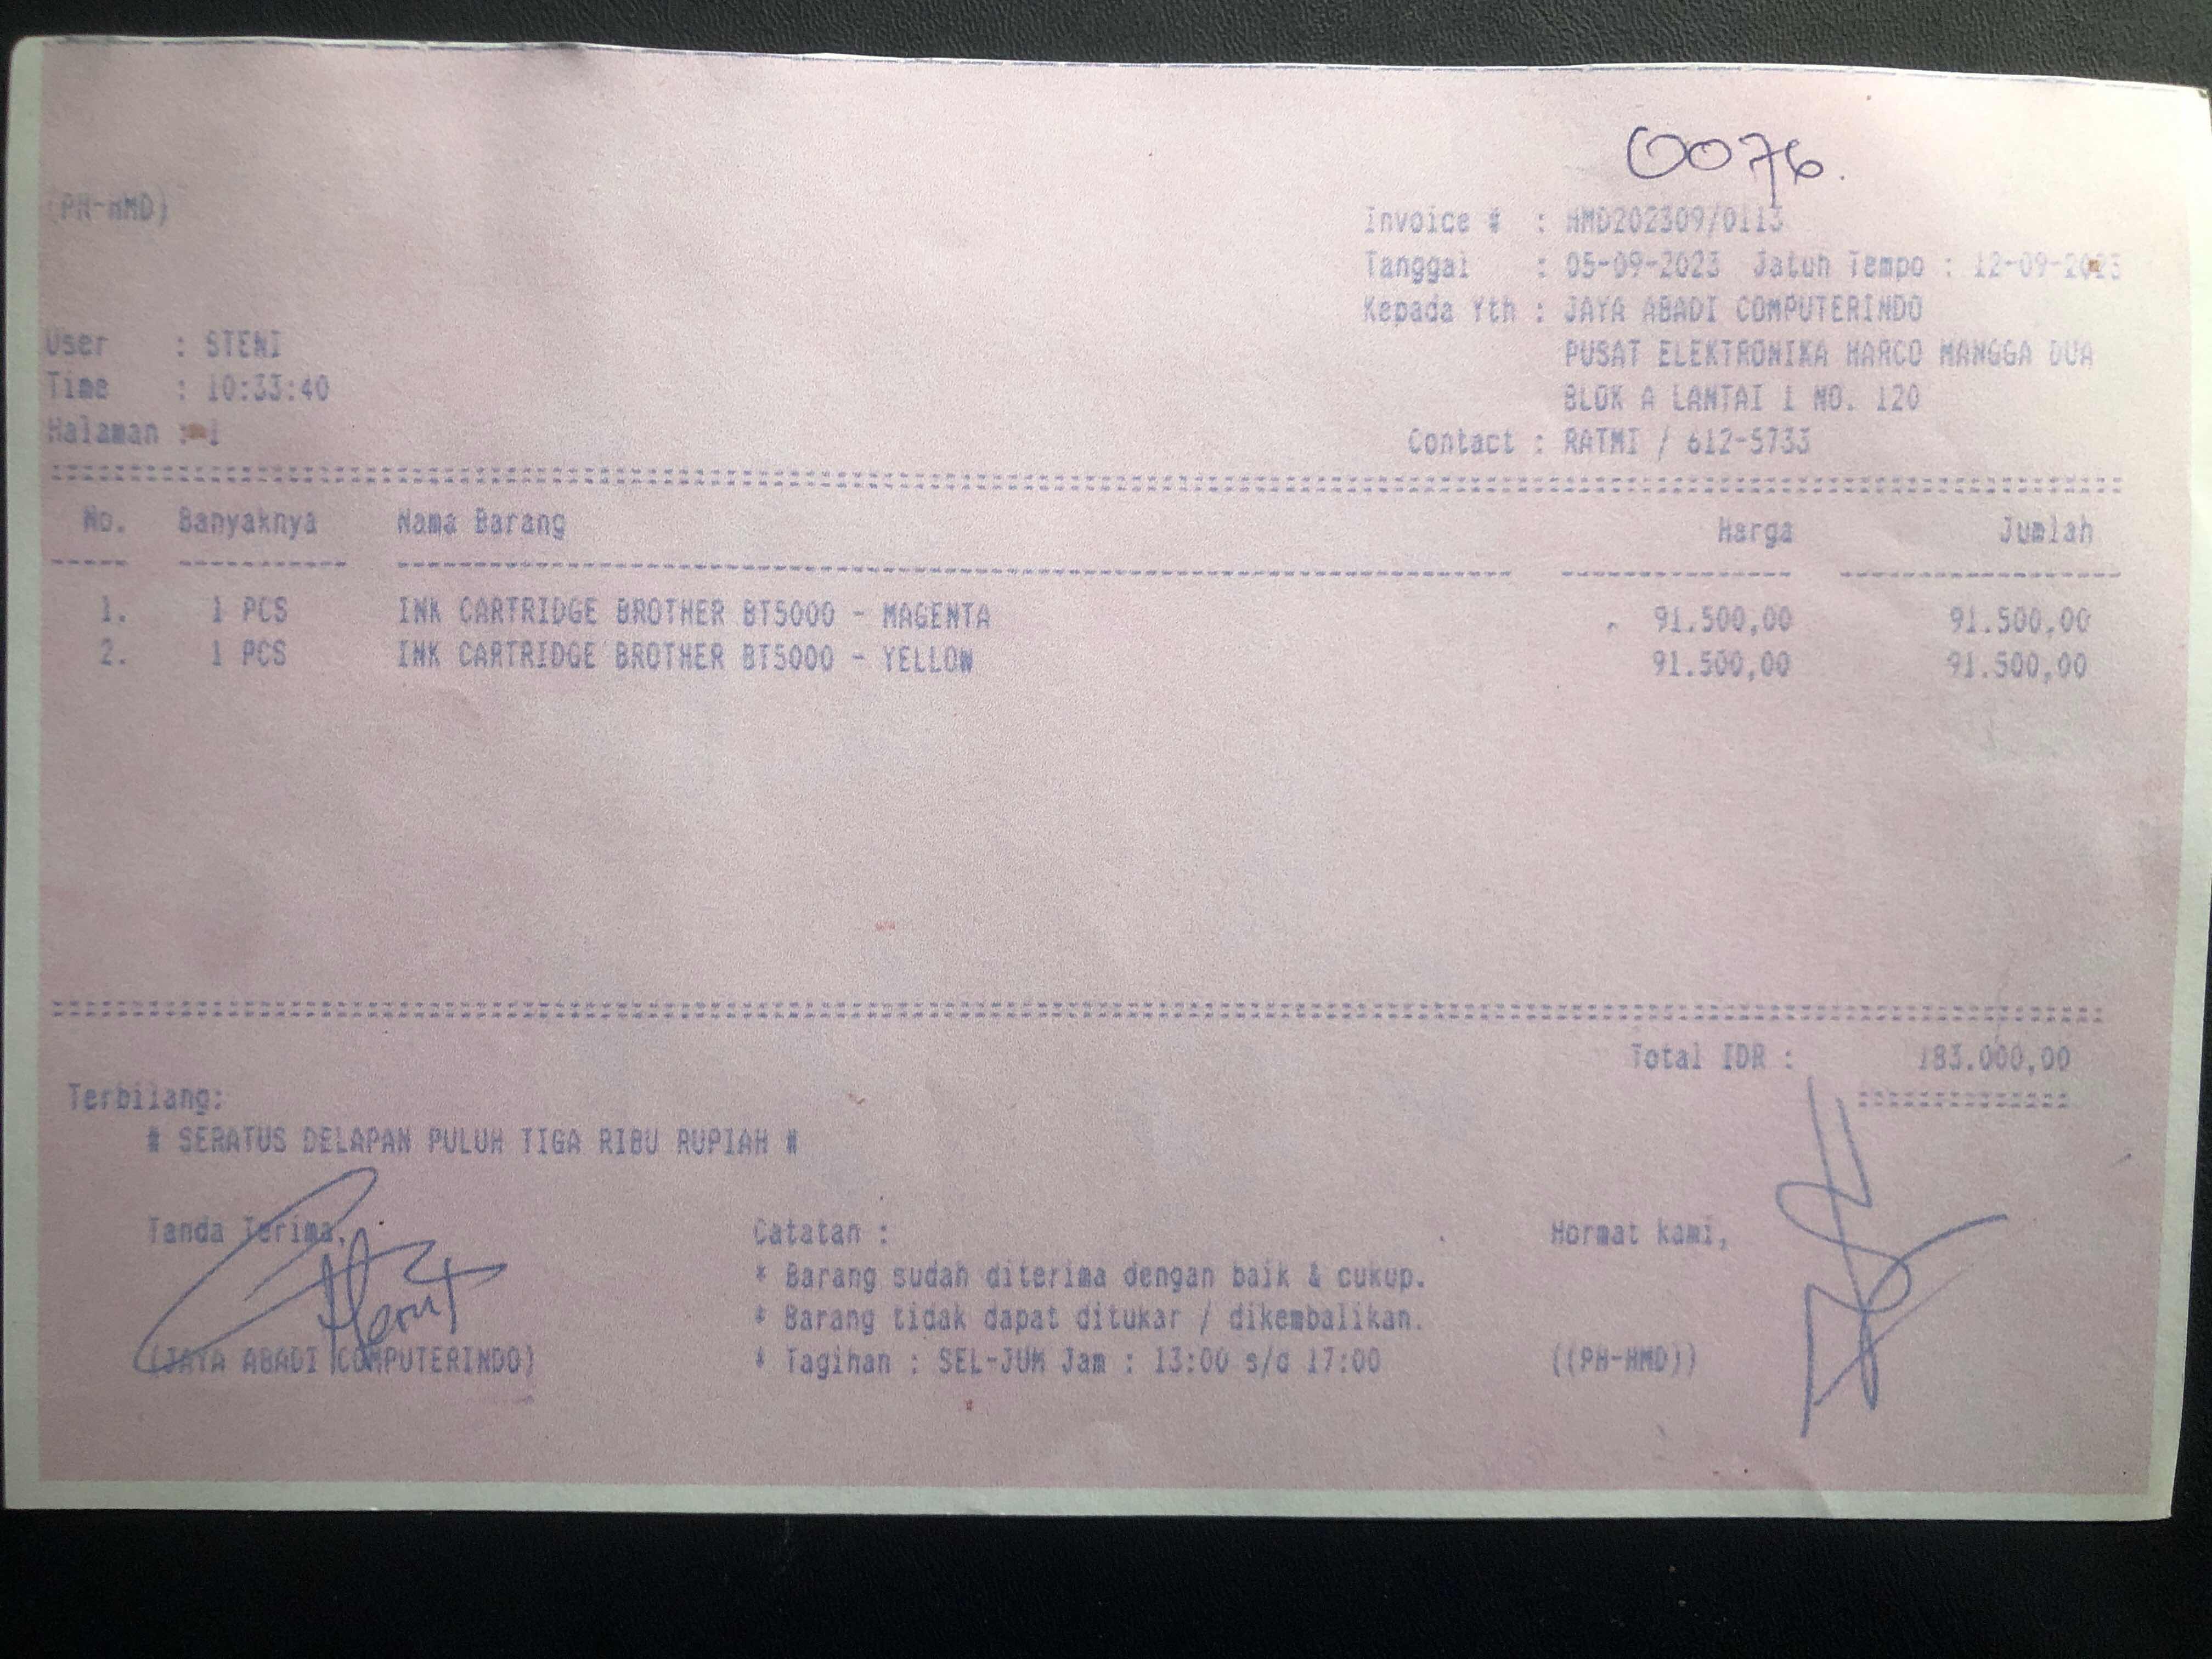 0076.
(PH-HMD)
Invoice # : HMD202309/0113
Tanggal : 05-09-2023 Jatuh Tempo : 12-09-2023
Kepada Yth : JAYA ABADI COMPUTERINDO
User : STENI
PUSAT ELEKTRONIKA HARCO MANGGA DUA
Time : 10:33:40
BLOK A LANTAI 1 NO. 120
Halaman : 1
Contact : RATMI / 612-5733
No. Banyaknya Nama Barang Harga Jumlah
1. 1 PCS INK CARTRIDGE BROTHER BT5000 - MAGENTA 91.500,00 91.500,00
2. 1 PCS INK CARTRIDGE BROTHER BT5000 - YELLOW 91.500,00 91.500,00
Total IDR : 183.000,00
Terbilang:
# SERATUS DELAPAN PULUH TIGA RIBU RUPIAH #
Tanda Terima, Catatan : Hormat kami,
* Barang sudah diterima dengan baik & cukup.
* Barang tidak dapat ditukar / dikembalikan.
(JAYA ABADI COMPUTERINDO) * Tagihan : SEL-JUM Jam : 13:00 s/d 17:00 ((PH-HMD))